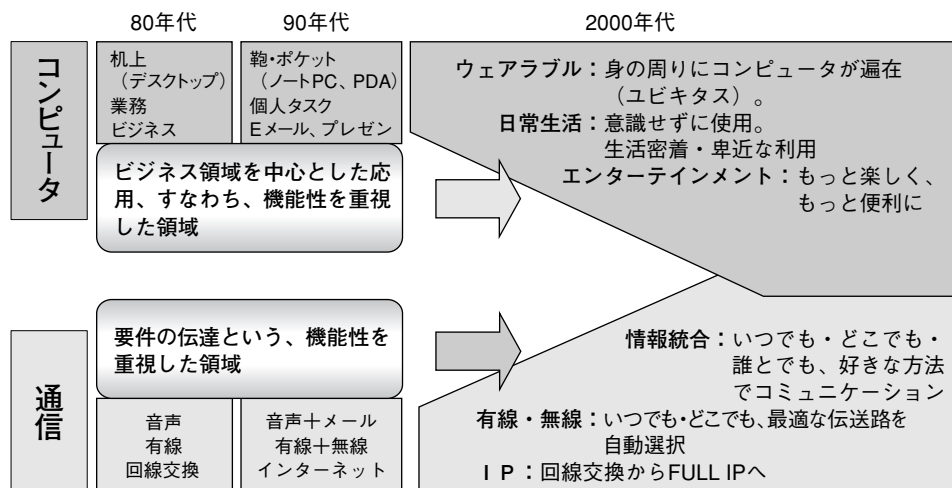 80年代
90年代
2000年代
コンピュータ
机上
（デスクトップ）
業務
ビジネス
鞄・ポケット
（ノートPC、PDA）
個人タスク
Eメール、プレゼン
ビジネス領域を中心とした応
用、すなわち、機能性を重視
した領域
ウェアラブル：身の周りにコンピュータが遍在
（ユビキタス）。
日常生活：意識せずに使用。
生活密着・卑近な利用
エンターテインメント：もっと楽しく、
もっと便利に
通信
要件の伝達という、機能性を
重視した領域
音声
有線
回線交換
音声＋メール
有線＋無線
インターネット
情報統合：いつでも・どこでも・
誰とでも、好きな方法
でコミュニケーション
有線・無線：いつでも・どこでも、最適な伝送路を
自動選択
ＩＰ：回線交換からFULL IPへ